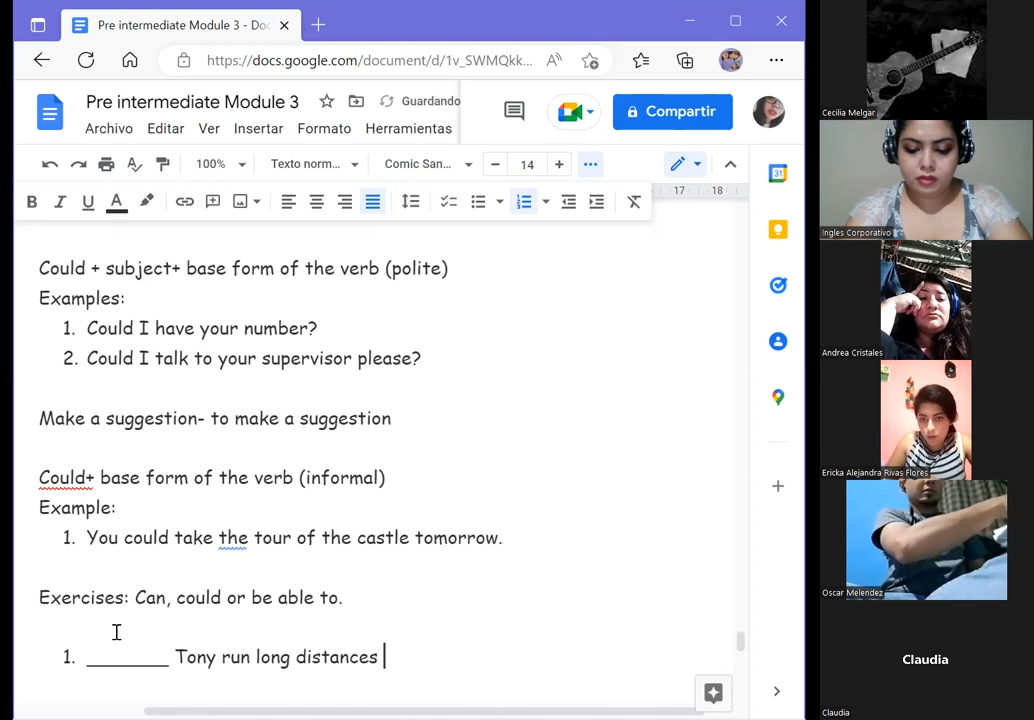 Pre intermediate Module 3 - Doc
https://docs.google.com/document/d/1v_SWMQkk...
Pre intermediate Module 3
Guardando
Compartir
Archivo Editar Ver Insertar Formato Herramientas
100% Texto norm... Comic San... 14
B I U A
17 18
31
Could + subject+ base form of the verb (polite)
Examples:
1. Could I have your number?
2. Could I talk to your supervisor please?
Make a suggestion- to make a suggestion
Could+ base form of the verb (informal)
Example:
1. You could take the tour of the castle tomorrow.
Exercises: Can, could or be able to.
1. ________ Tony run long distances
Cecilia Melgar
Ingles Corporativo
Andrea Cristales
Ericka Alejandra Rivas Flores
Oscar Melendez
Claudia
Claudia